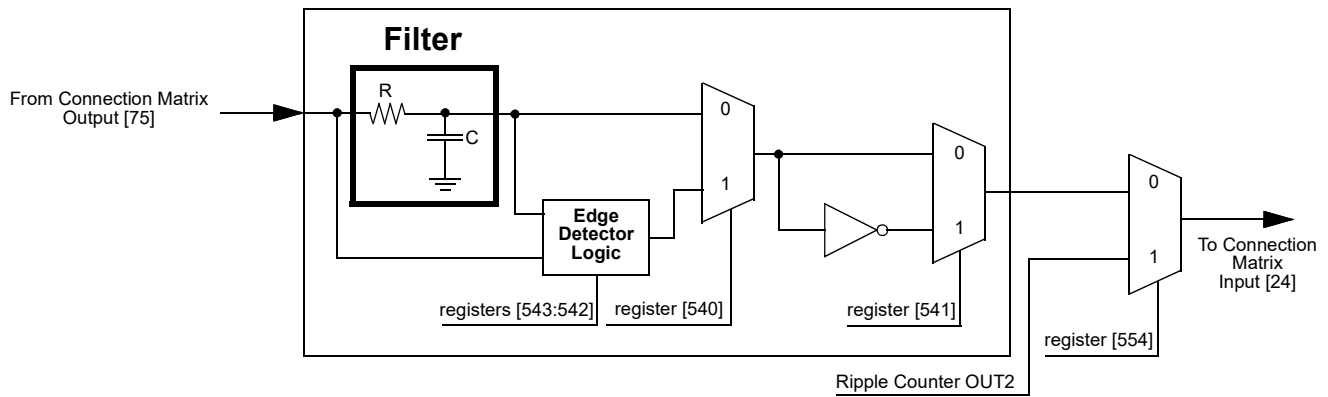 Filter
From Connection Matrix
Output [75]
R
C
0
1
Edge
Detector
Logic
0
1
0
1
To Connection
Matrix
Input [24]
registers [543:542]
register [540]
register [541]
register [554]
Ripple Counter OUT2